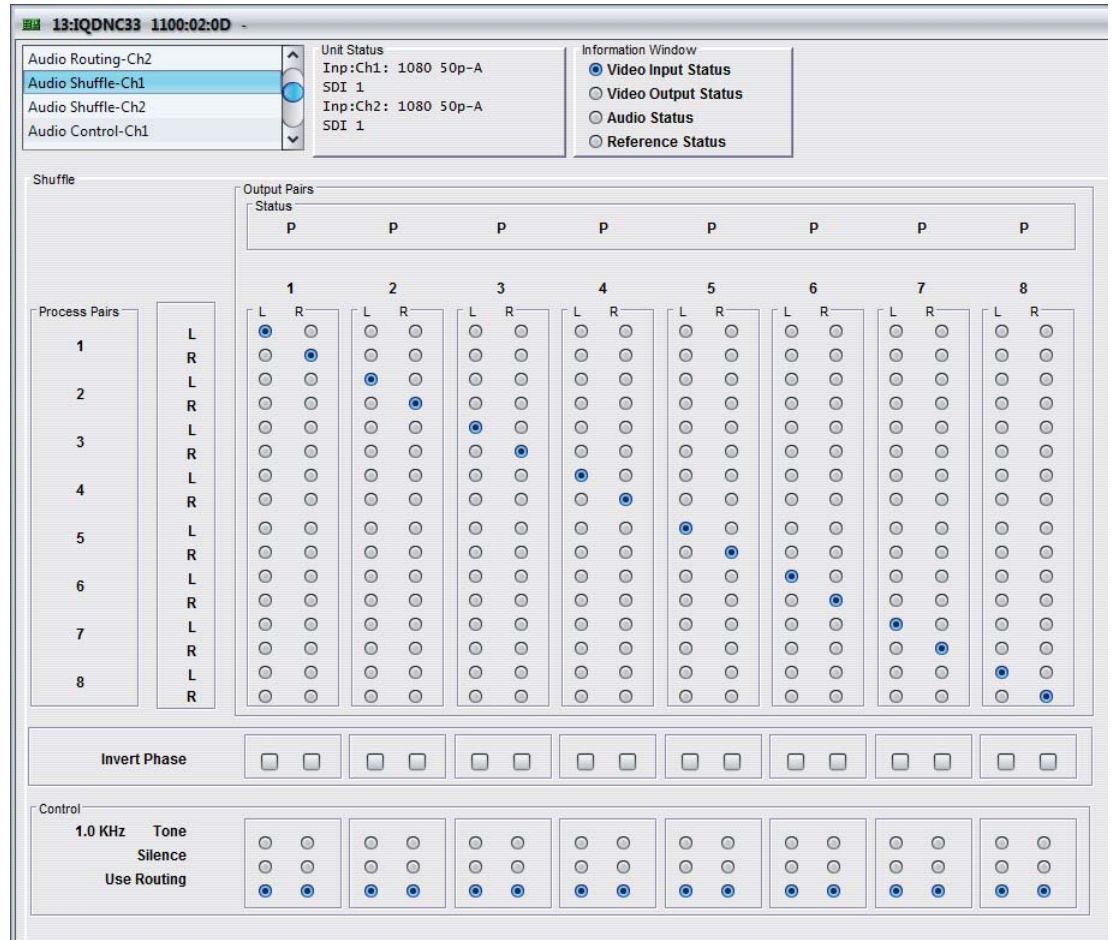 13:IQDNC33 1100:02:0D -
Audio Routing-Ch2
Audio Shuffle-Ch1
Audio Shuffle-Ch2
Audio Control-Ch1
Unit Status
Inp:Ch1: 1080 50p-A
SDI 1
Inp:Ch2: 1080 50p-A
SDI 1
Information Window
Video Input Status
Video Output Status
Audio Status
Reference Status
Shuffle
Output Pairs
Status
P P P P P P P P
1 2 3 4 5 6 7 8
Process Pairs
L R L R L R L R L R L R L R L R
1 L
R
2 L
R
3 L
R
4 L
R
5 L
R
6 L
R
7 L
R
8 L
R
Invert Phase
Control
1.0 KHz Tone
Silence
Use Routing